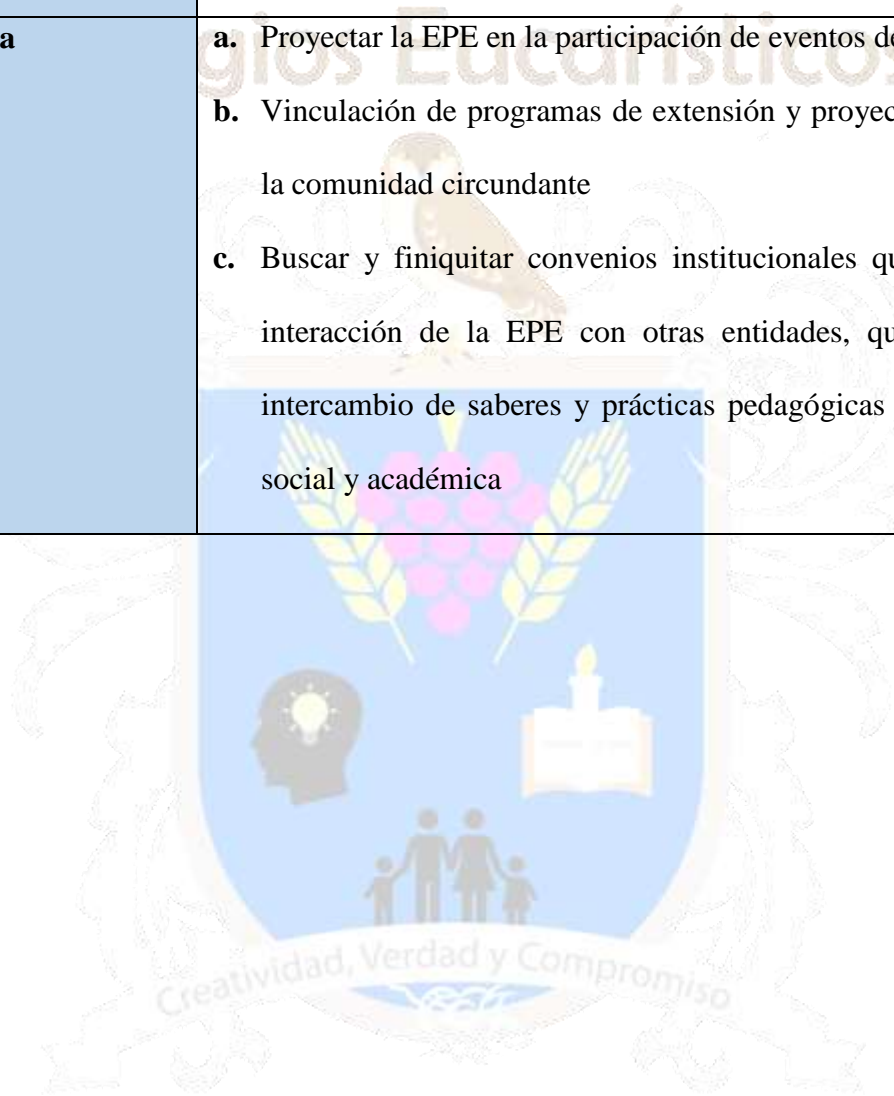 gios Eucarísticos
a
a. Proyectar la EPE en la participación de eventos de
b. Vinculación de programas de extensión y proyec
la comunidad circundante
c. Buscar y finiquitar convenios institucionales qu
interacción de la EPE con otras entidades, qu
intercambio de saberes y prácticas pedagógicas
social y académica
Creatividad, Verdad y Compromiso